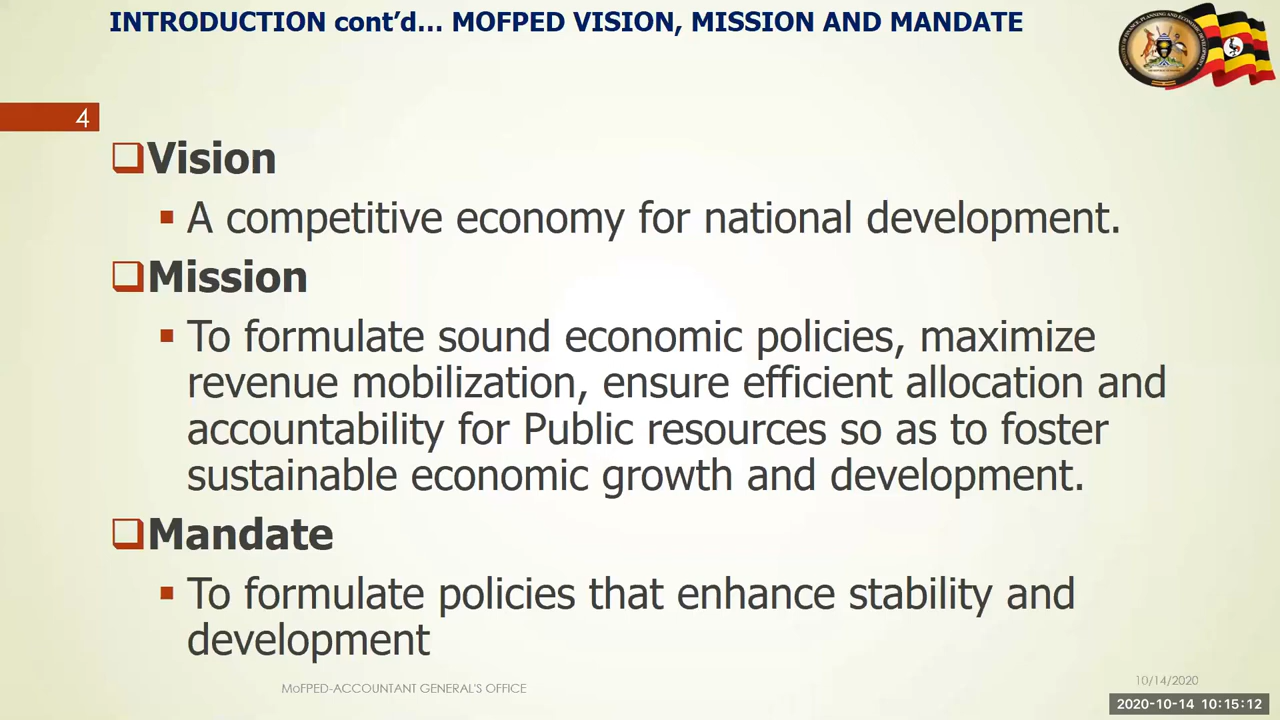 INTRODUCTION cont’d… MOFPED VISION, MISSION AND MANDATE
4
Vision
A competitive economy for national development.
Mission
To formulate sound economic policies, maximize
revenue mobilization, ensure efficient allocation and
accountability for Public resources so as to foster
sustainable economic growth and development.
Mandate
To formulate policies that enhance stability and
development
MoFPED-ACCOUNTANT GENERAL'S OFFICE
10/14/2020
2020-10-14 10:15:12